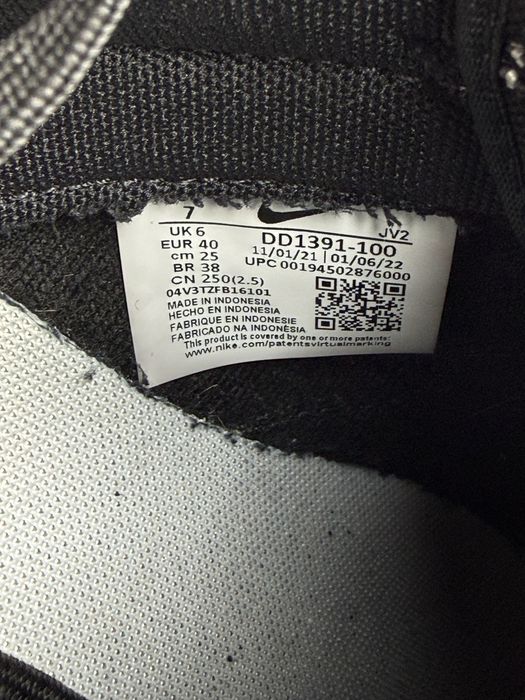 7
JV2
UK 6
DD1391-100
EUR 40
11/01/21 | 01/06/22
cm 25
UPC 00194502876000
BR 38
CN 250(2.5)
04V3TZFB16101
MADE IN INDONESIA
HECHO EN INDONESIA
FABRIQUE EN INDONESIE
FABRICADO NA INDONÉSIA
This product is covered by one or more patents:
www.nike.com/patentsvirtualmarking